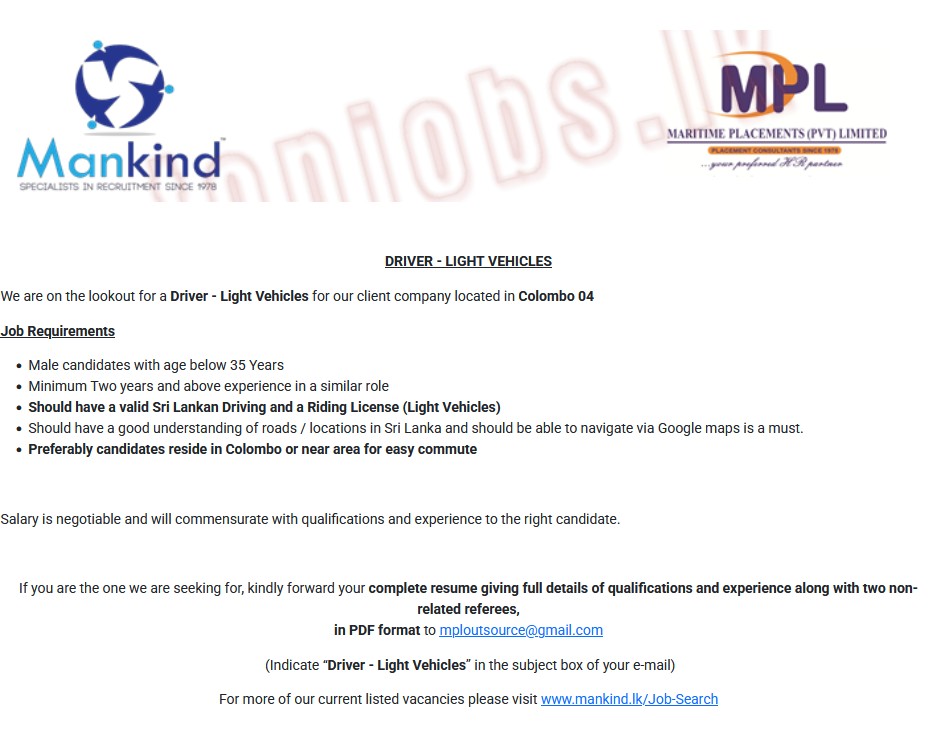 Mankind™
SPECIALISTS IN RECRUITMENT SINCE 1978
topjobs.lk
MPL
MARITIME PLACEMENTS (PVT) LIMITED
PLACEMENT CONSULTANTS SINCE 1978
...your preferred HR partner
DRIVER - LIGHT VEHICLES
We are on the lookout for a Driver - Light Vehicles for our client company located in Colombo 04
Job Requirements
• Male candidates with age below 35 Years
• Minimum Two years and above experience in a similar role
• Should have a valid Sri Lankan Driving and a Riding License (Light Vehicles)
• Should have a good understanding of roads / locations in Sri Lanka and should be able to navigate via Google maps is a must.
• Preferably candidates reside in Colombo or near area for easy commute
Salary is negotiable and will commensurate with qualifications and experience to the right candidate.
If you are the one we are seeking for, kindly forward your complete resume giving full details of qualifications and experience along with two non-
related referees,
in PDF format to mploutsource@gmail.com
(Indicate “Driver - Light Vehicles” in the subject box of your e-mail)
For more of our current listed vacancies please visit www.mankind.lk/Job-Search